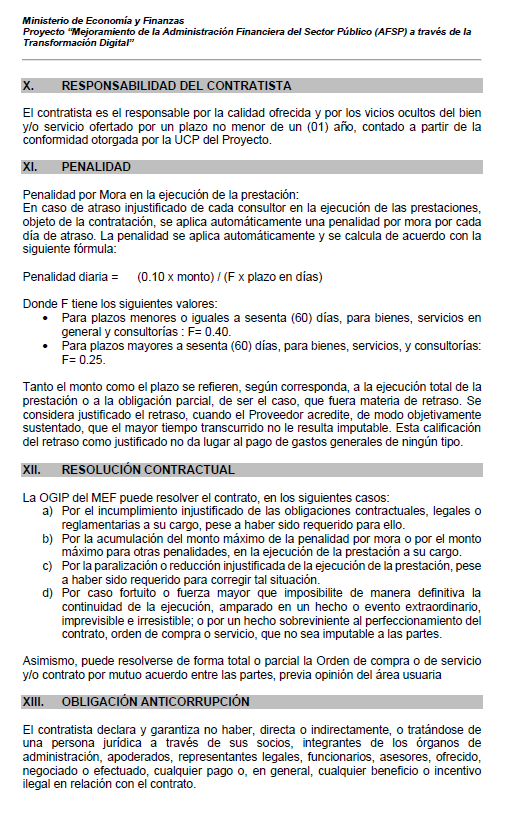 Ministerio de Economía y Finanzas
Proyecto "Mejoramiento de la Administración Financiera del Sector Público (AFSP) a través de la
Transformación Digital"
X. RESPONSABILIDAD DEL CONTRATISTA
El contratista es el responsable por la calidad ofrecida y por los vicios ocultos del bien
y/o servicio ofertado por un plazo no menor de un (01) año, contado a partir de la
conformidad otorgada por la UCP del Proyecto.
XI. PENALIDAD
Penalidad por Mora en la ejecución de la prestación:
En caso de atraso injustificado de cada consultor en la ejecución de las prestaciones,
objeto de la contratación, se aplica automáticamente una penalidad por mora por cada
día de atraso. La penalidad se aplica automáticamente y se calcula de acuerdo con la
siguiente fórmula:
Penalidad diaria = (0.10 x monto) / (F x plazo en días)
Donde F tiene los siguientes valores:
• Para plazos menores o iguales a sesenta (60) días, para bienes, servicios en
general y consultorías : F= 0.40.
• Para plazos mayores a sesenta (60) días, para bienes, servicios, y consultorías:
F= 0.25.
Tanto el monto como el plazo se refieren, según corresponda, a la ejecución total de la
prestación o a la obligación parcial, de ser el caso, que fuera materia de retraso. Se
considera justificado el retraso, cuando el Proveedor acredite, de modo objetivamente
sustentado, que el mayor tiempo transcurrido no le resulta imputable. Esta calificación
del retraso como justificado no da lugar al pago de gastos generales de ningún tipo.
XII. RESOLUCIÓN CONTRACTUAL
La OGIP del MEF puede resolver el contrato, en los siguientes casos:
a) Por el incumplimiento injustificado de las obligaciones contractuales, legales o
reglamentarias a su cargo, pese a haber sido requerido para ello.
b) Por la acumulación del monto máximo de la penalidad por mora o por el monto
máximo para otras penalidades, en la ejecución de la prestación a su cargo.
c) Por la paralización o reducción injustificada de la ejecución de la prestación, pese
a haber sido requerido para corregir tal situación.
d) Por caso fortuito o fuerza mayor que imposibilite de manera definitiva la
continuidad de la ejecución, amparado en un hecho o evento extraordinario,
imprevisible e irresistible; o por un hecho sobreviniente al perfeccionamiento del
contrato, orden de compra o servicio, que no sea imputable a las partes.
Asimismo, puede resolverse de forma total o parcial la Orden de compra o de servicio
y/o contrato por mutuo acuerdo entre las partes, previa opinión del área usuaria
XIII. OBLIGACIÓN ANTICORRUPCIÓN
El contratista declara y garantiza no haber, directa o indirectamente, o tratándose de
una persona jurídica a través de sus socios, integrantes de los órganos de
administración, apoderados, representantes legales, funcionarios, asesores, ofrecido,
negociado o efectuado, cualquier pago o, en general, cualquier beneficio o incentivo
ilegal en relación con el contrato.